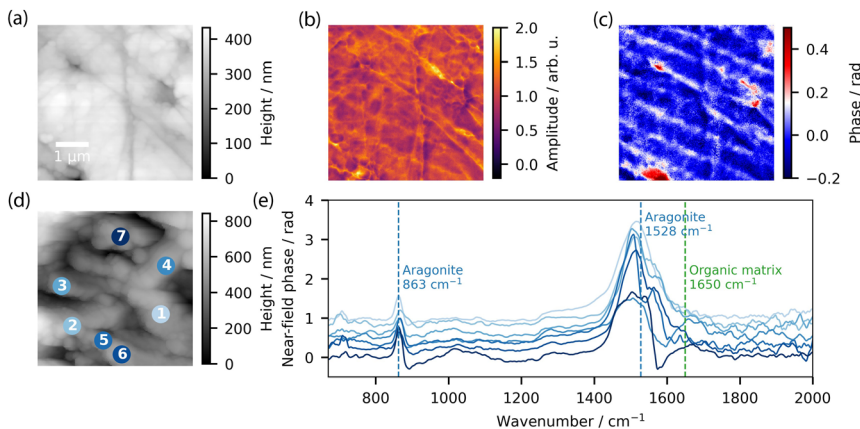 (a)
1 μm
400
300
200
100
0
Height / nm
(b)
2.0
1.5
1.0
0.5
0.0
Amplitude / arb. u.
(c)
0.4
0.2
0.0
−0.2
Phase / rad
(d)
7
4
3
1
2
5
6
800
600
400
200
0
Height / nm
(e)
4
3
2
1
0
Near-field phase / rad
Aragonite
863 cm⁻¹
Aragonite
1528 cm⁻¹
Organic matrix
1650 cm⁻¹
800
1000
1200
1400
1600
1800
2000
Wavenumber / cm⁻¹